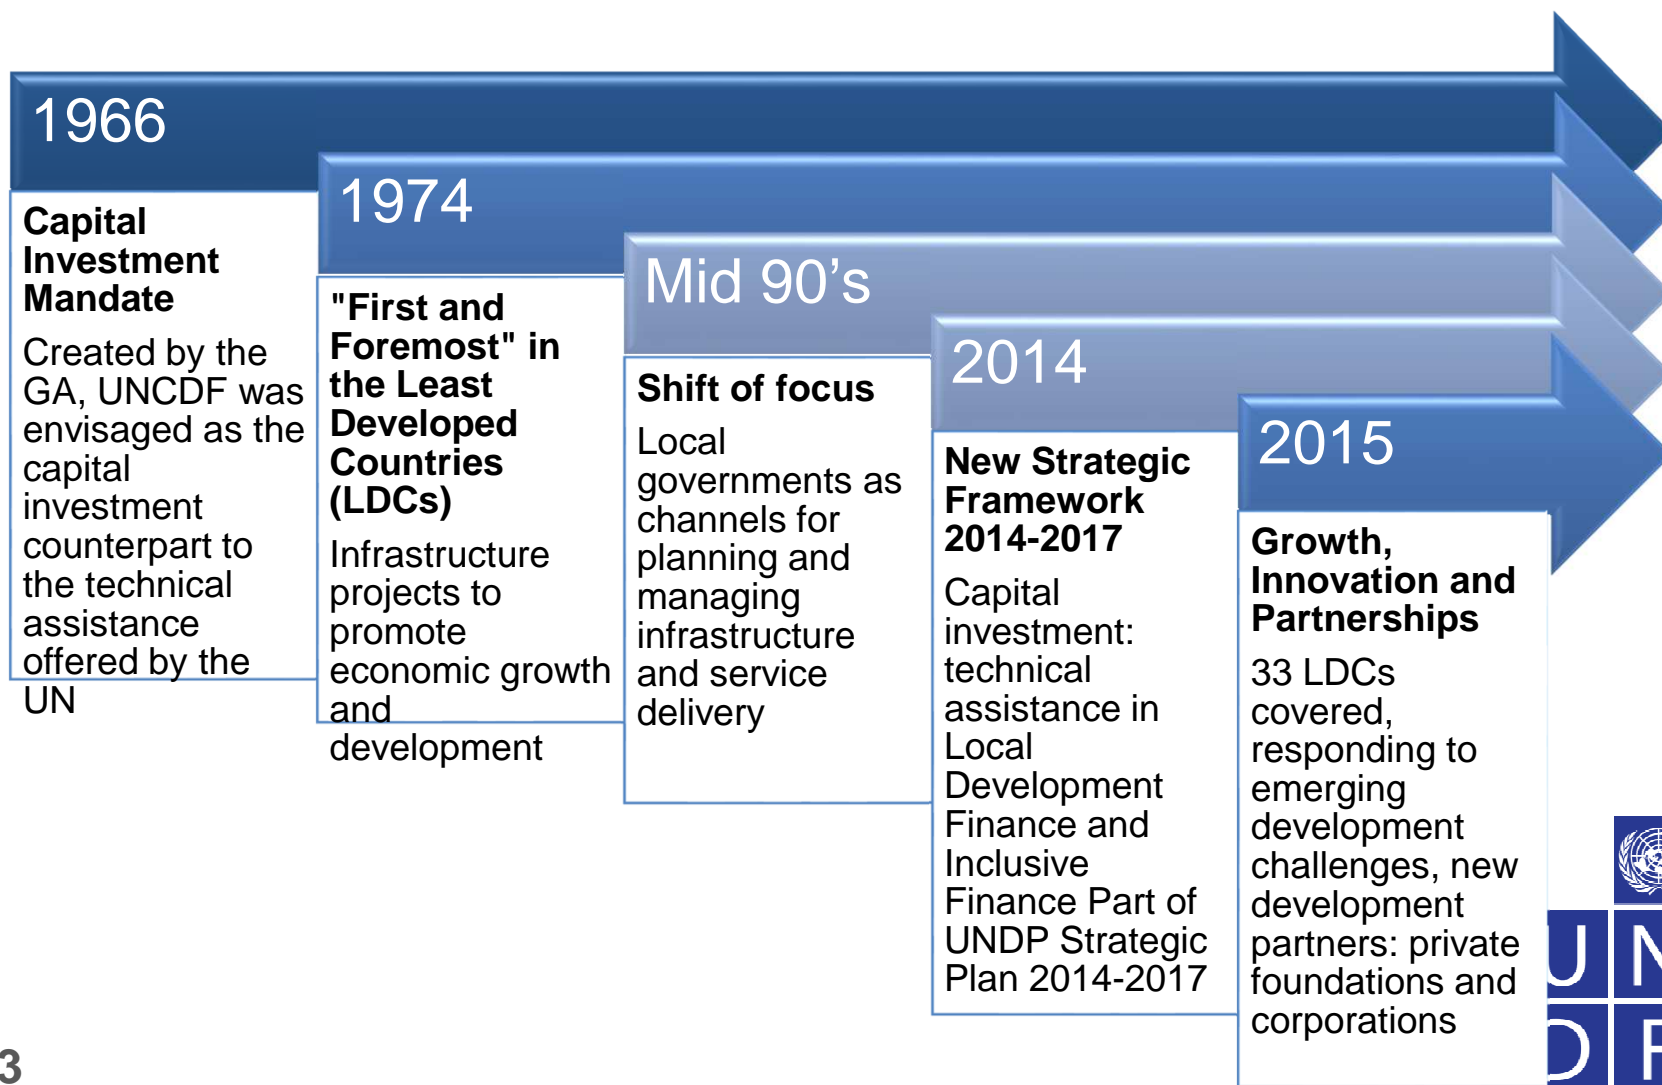 1966
Capital
Investment
Mandate
Created by the
GA, UNCDF was
envisaged as the
capital
investment
counterpart to
the technical
assistance
offered by the
UN
1974
"First and
Foremost" in
the Least
Developed
Countries
(LDCs)
Infrastructure
projects to
promote
economic growth
and
development
Mid 90’s
Shift of focus
Local
governments as
channels for
planning and
managing
infrastructure
and service
delivery
2014
New Strategic
Framework
2014-2017
Capital
investment:
technical
assistance in
Local
Development
Finance and
Inclusive
Finance Part of
UNDP Strategic
Plan 2014-2017
2015
Growth,
Innovation and
Partnerships
33 LDCs
covered,
responding to
emerging
development
challenges, new
development
partners: private
foundations and
corporations
U N
D F
3